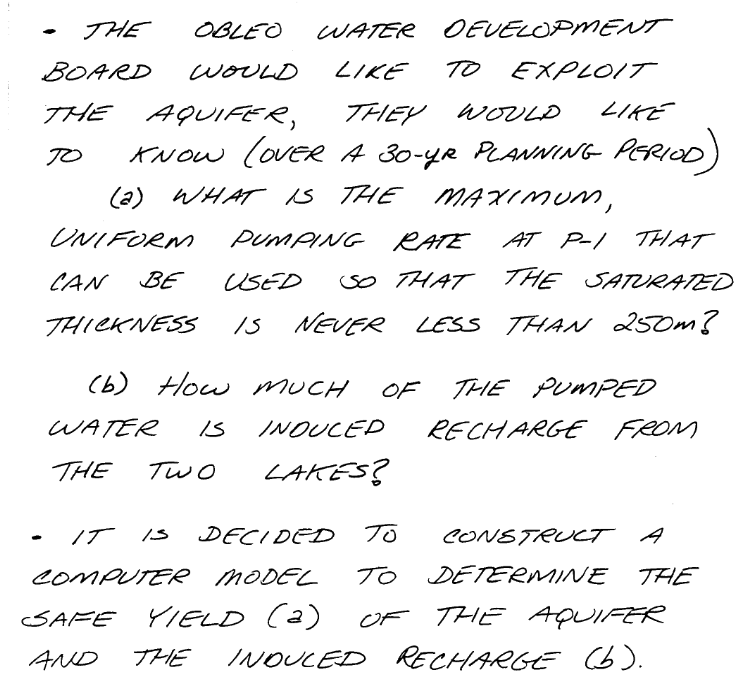 • THE OBLEO WATER DEVELOPMENT
BOARD WOULD LIKE TO EXPLOIT
THE AQUIFER, THEY WOULD LIKE
TO KNOW (OVER A 30-YR PLANNING PERIOD)
(a) WHAT IS THE MAXIMUM,
UNIFORM PUMPING RATE AT P-1 THAT
CAN BE USED SO THAT THE SATURATED
THICKNESS IS NEVER LESS THAN 250m?
(b) HOW MUCH OF THE PUMPED
WATER IS INDUCED RECHARGE FROM
THE TWO LAKES?
• IT IS DECIDED TO CONSTRUCT A
COMPUTER MODEL TO DETERMINE THE
SAFE YIELD (a) OF THE AQUIFER
AND THE INDUCED RECHARGE (b).